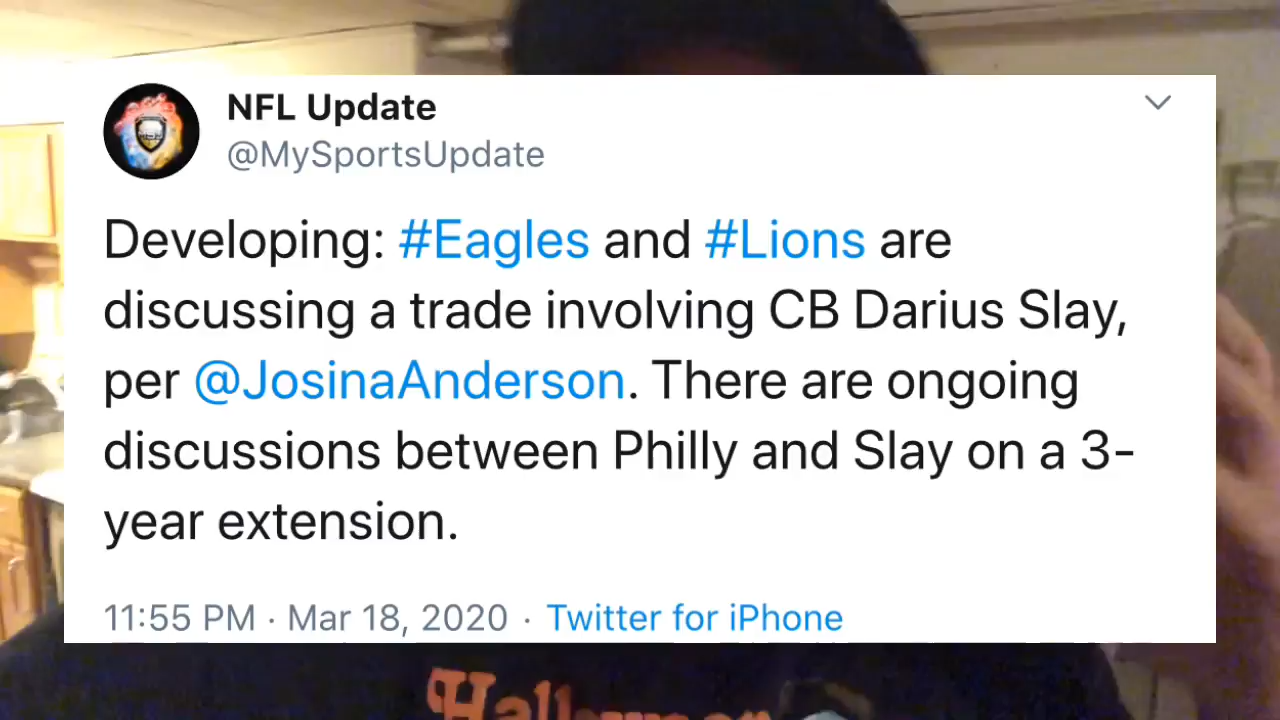 NFL Update
@MySportsUpdate
Developing: #Eagles and #Lions are
discussing a trade involving CB Darius Slay,
per @JosinaAnderson. There are ongoing
discussions between Philly and Slay on a 3-
year extension.
11:55 PM · Mar 18, 2020 · Twitter for iPhone